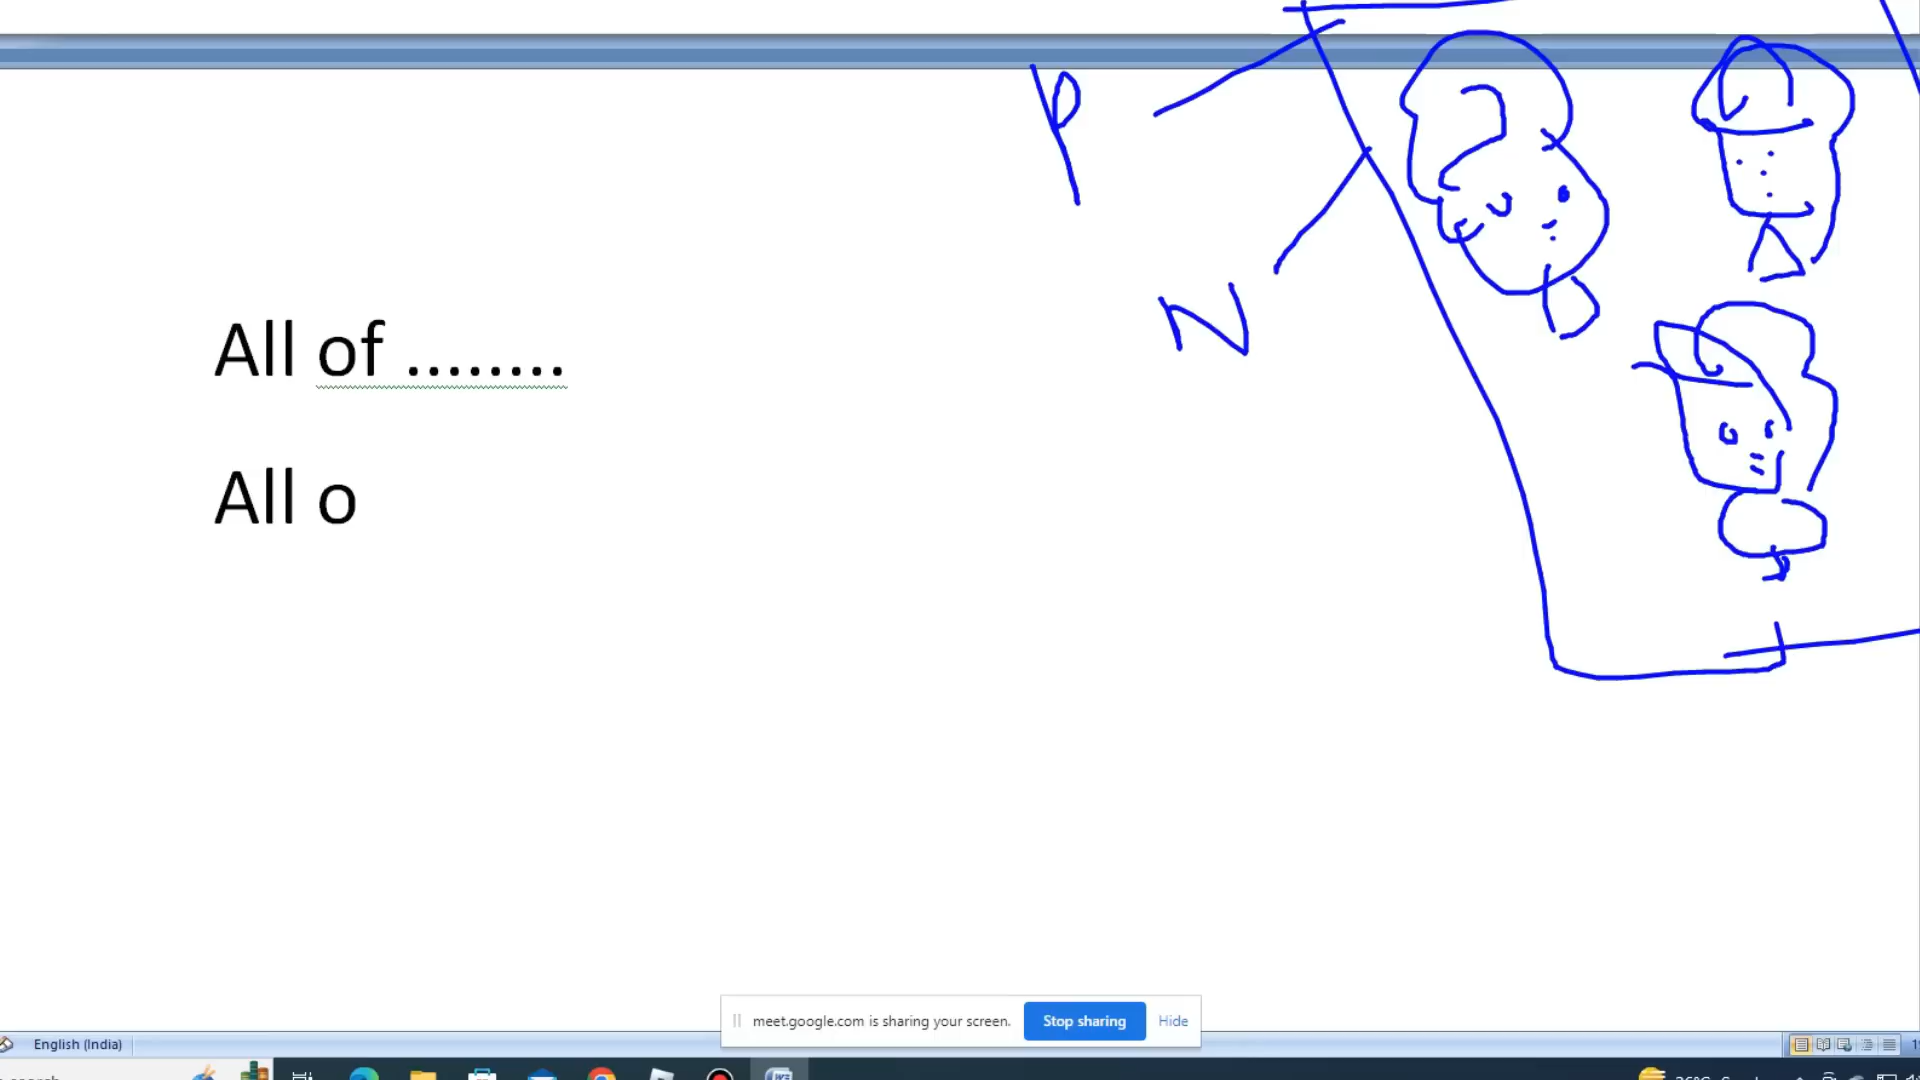 P
N
All of ........
All o
meet.google.com is sharing your screen.
Stop sharing
Hide
English (India)